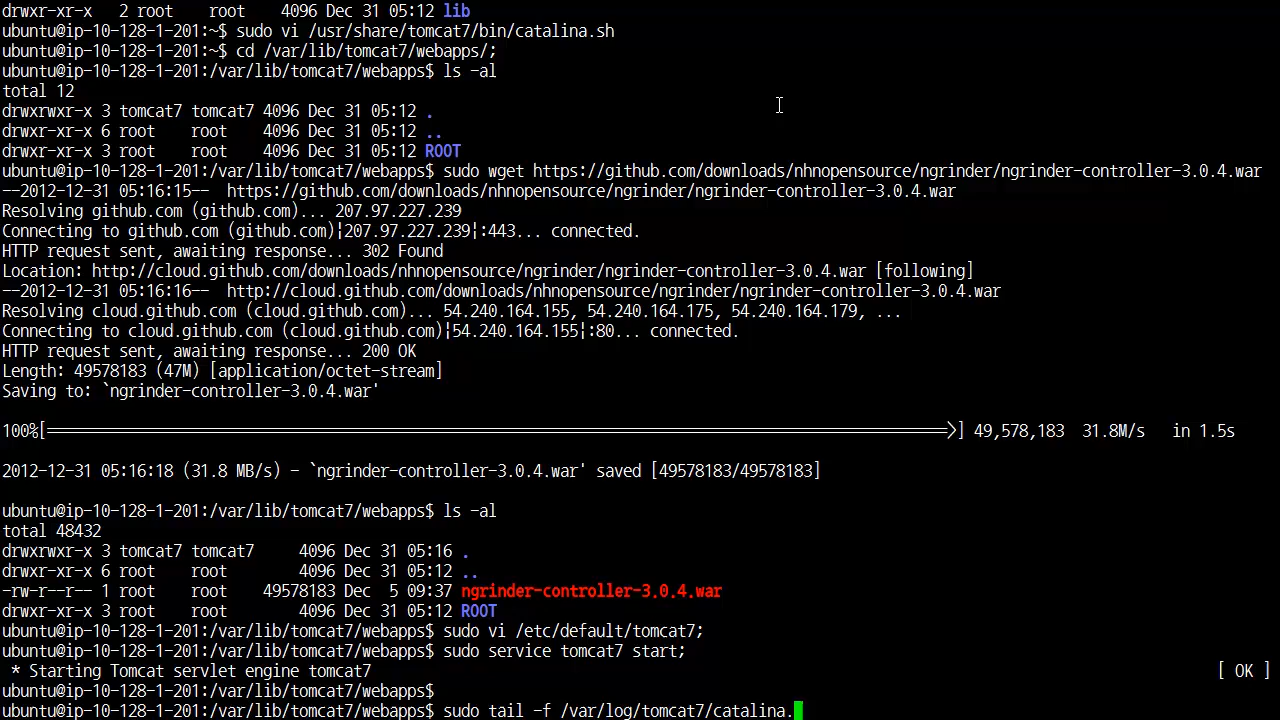 drwxr-xr-x   2 root    root    4096 Dec 31 05:12 lib
ubuntu@ip-10-128-1-201:~$ sudo vi /usr/share/tomcat7/bin/catalina.sh
ubuntu@ip-10-128-1-201:~$ cd /var/lib/tomcat7/webapps/;
ubuntu@ip-10-128-1-201:/var/lib/tomcat7/webapps$ ls -al
total 12
drwxrwxr-x 3 tomcat7 tomcat7 4096 Dec 31 05:12 .
drwxr-xr-x 6 root    root    4096 Dec 31 05:12 ..
drwxr-xr-x 3 root    root    4096 Dec 31 05:12 ROOT
ubuntu@ip-10-128-1-201:/var/lib/tomcat7/webapps$ sudo wget https://github.com/downloads/nhnopensource/ngrinder/ngrinder-controller-3.0.4.war
--2012-12-31 05:16:15--  https://github.com/downloads/nhnopensource/ngrinder/ngrinder-controller-3.0.4.war
Resolving github.com (github.com)... 207.97.227.239
Connecting to github.com (github.com)¦207.97.227.239¦:443... connected.
HTTP request sent, awaiting response... 302 Found
Location: http://cloud.github.com/downloads/nhnopensource/ngrinder/ngrinder-controller-3.0.4.war [following]
--2012-12-31 05:16:16--  http://cloud.github.com/downloads/nhnopensource/ngrinder/ngrinder-controller-3.0.4.war
Resolving cloud.github.com (cloud.github.com)... 54.240.164.155, 54.240.164.175, 54.240.164.179, ...
Connecting to cloud.github.com (cloud.github.com)¦54.240.164.155¦:80... connected.
HTTP request sent, awaiting response... 200 OK
Length: 49578183 (47M) [application/octet-stream]
Saving to: `ngrinder-controller-3.0.4.war'
100%[====================================================================================================>] 49,578,183  31.8M/s   in 1.5s
2012-12-31 05:16:18 (31.8 MB/s) - `ngrinder-controller-3.0.4.war' saved [49578183/49578183]
ubuntu@ip-10-128-1-201:/var/lib/tomcat7/webapps$ ls -al
total 48432
drwxrwxr-x 3 tomcat7 tomcat7     4096 Dec 31 05:16 .
drwxr-xr-x 6 root    root        4096 Dec 31 05:12 ..
-rw-r--r-- 1 root    root    49578183 Dec  5 09:37 ngrinder-controller-3.0.4.war
drwxr-xr-x 3 root    root        4096 Dec 31 05:12 ROOT
ubuntu@ip-10-128-1-201:/var/lib/tomcat7/webapps$ sudo vi /etc/default/tomcat7;
ubuntu@ip-10-128-1-201:/var/lib/tomcat7/webapps$ sudo service tomcat7 start;
 * Starting Tomcat servlet engine tomcat7 [ OK ]
ubuntu@ip-10-128-1-201:/var/lib/tomcat7/webapps$
ubuntu@ip-10-128-1-201:/var/lib/tomcat7/webapps$ sudo tail -f /var/log/tomcat7/catalina.